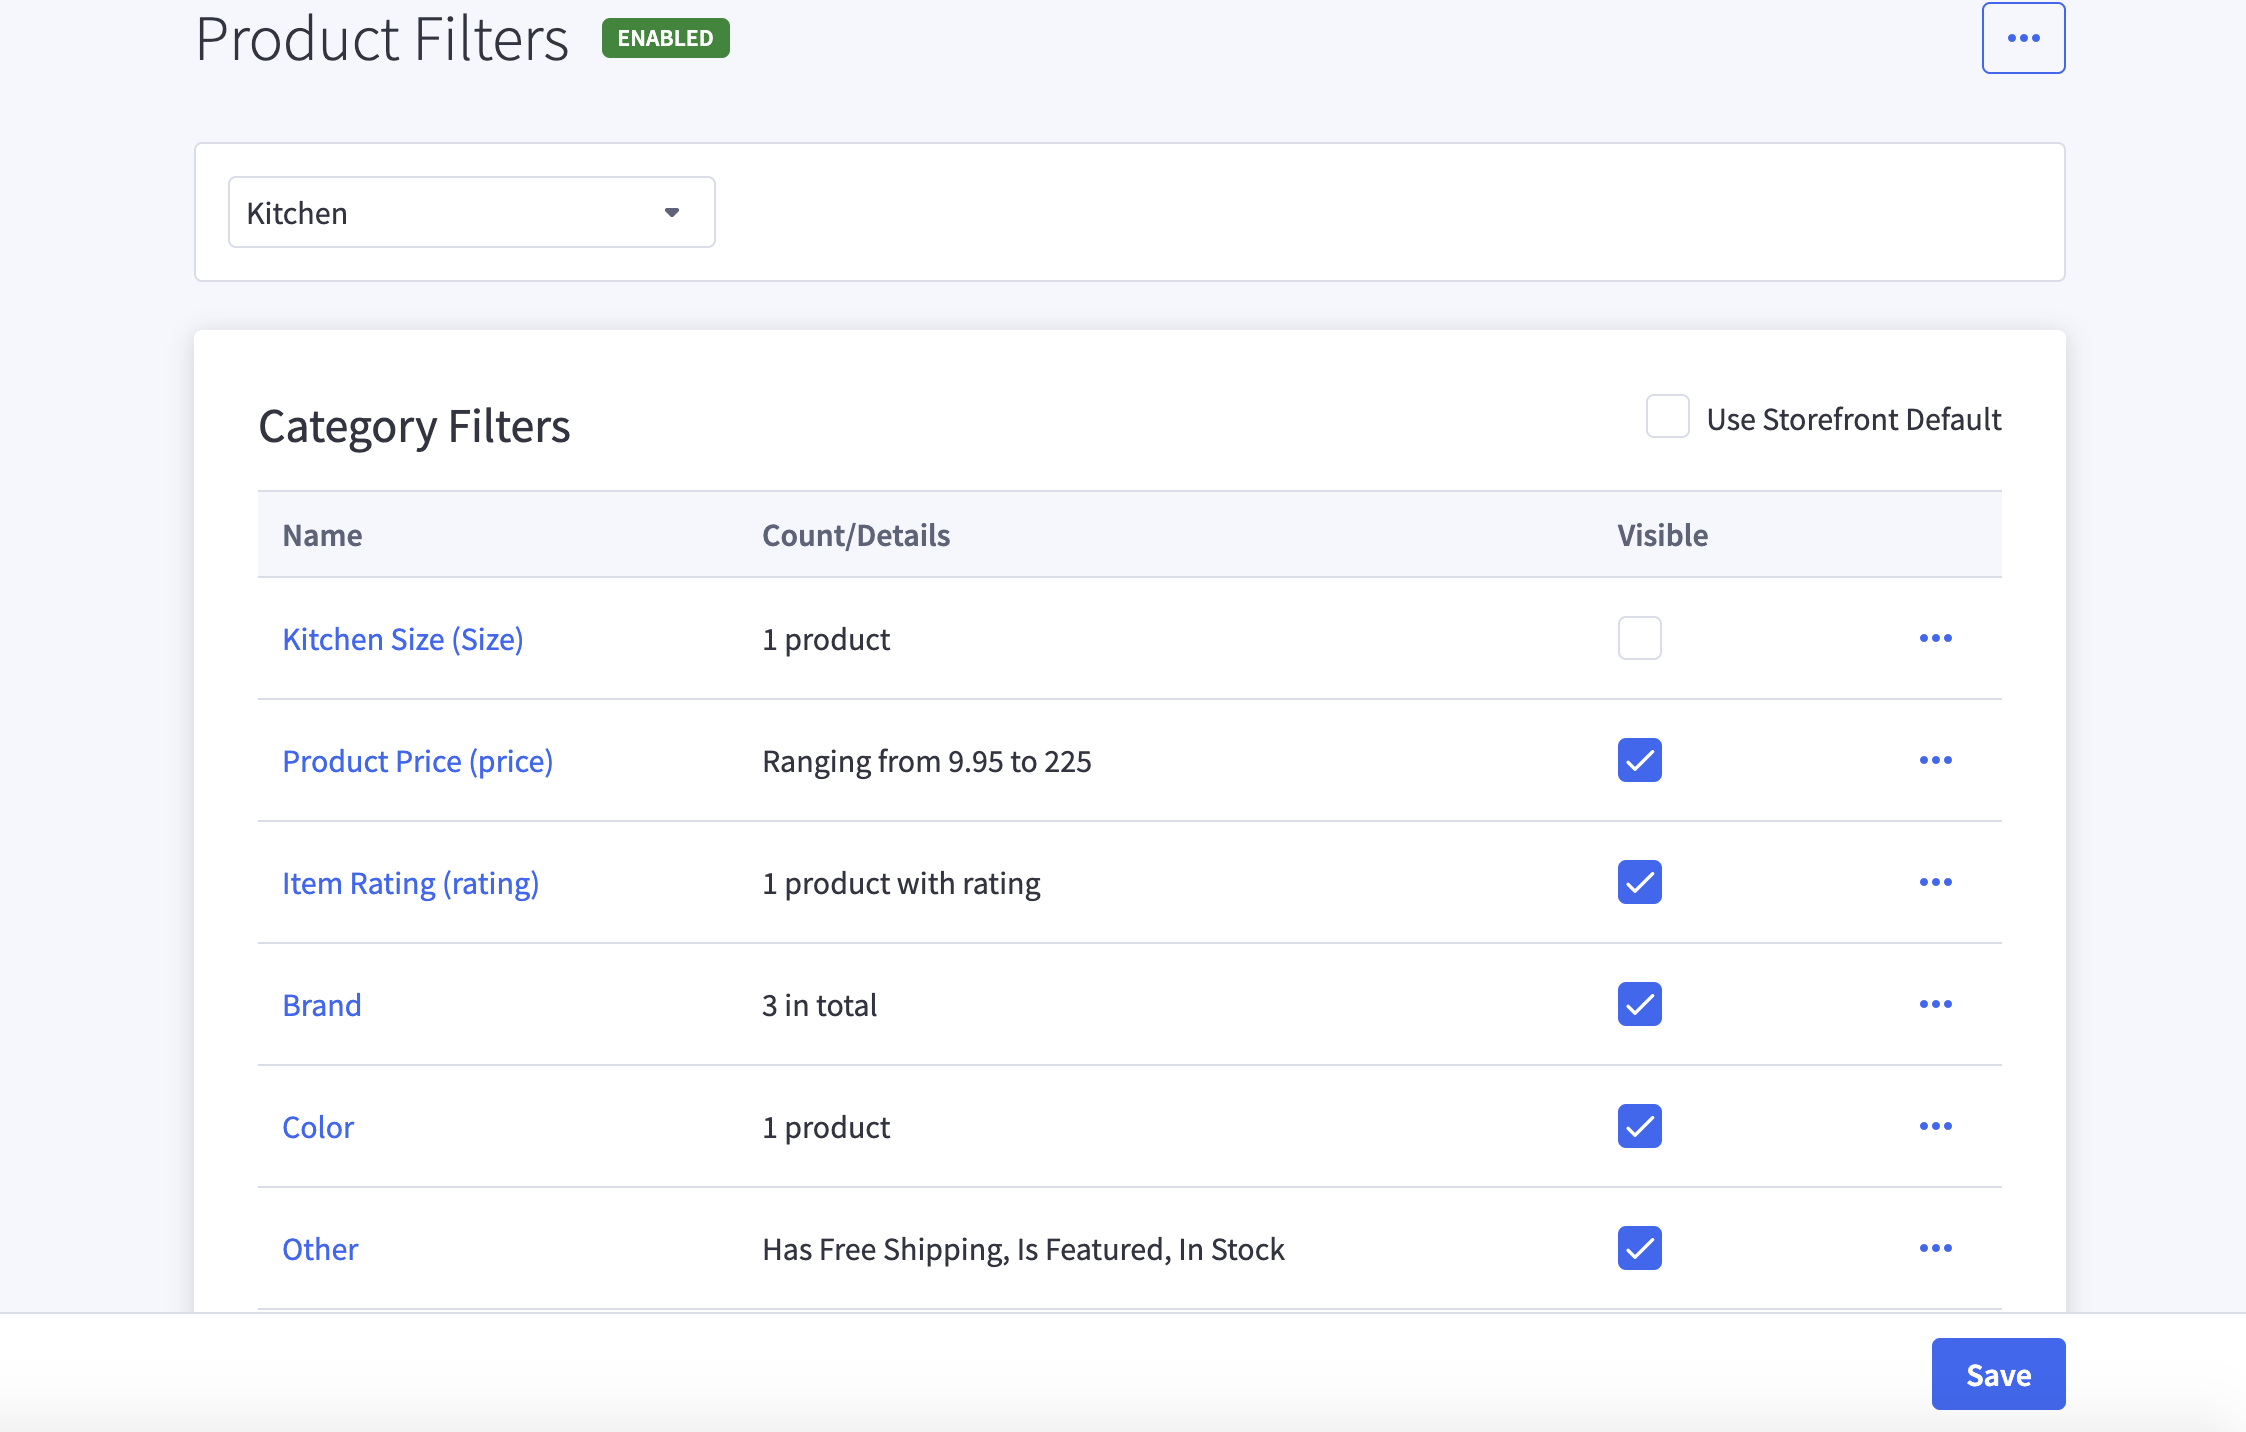 Product Filters ENABLED
Kitchen
Category Filters Use Storefront Default
Name Count/Details Visible
Kitchen Size (Size) 1 product
Product Price (price) Ranging from 9.95 to 225
Item Rating (rating) 1 product with rating
Brand 3 in total
Color 1 product
Other Has Free Shipping, Is Featured, In Stock
Save